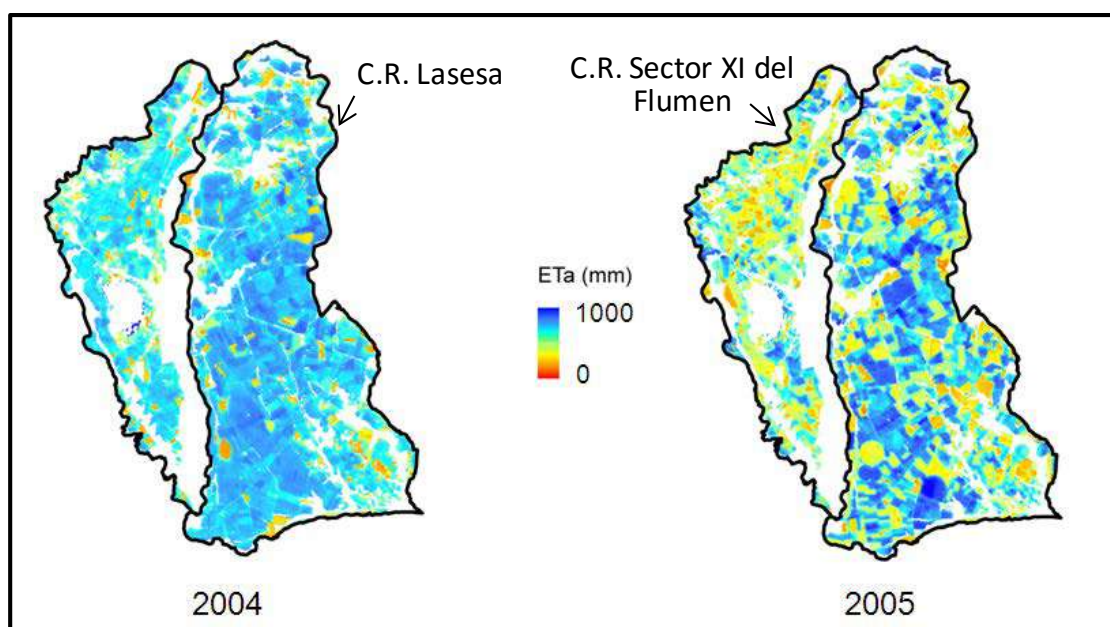 C.R. Lasesa
C.R. Sector XI del
Flumen
ETa (mm)
1000
0
2004
2005